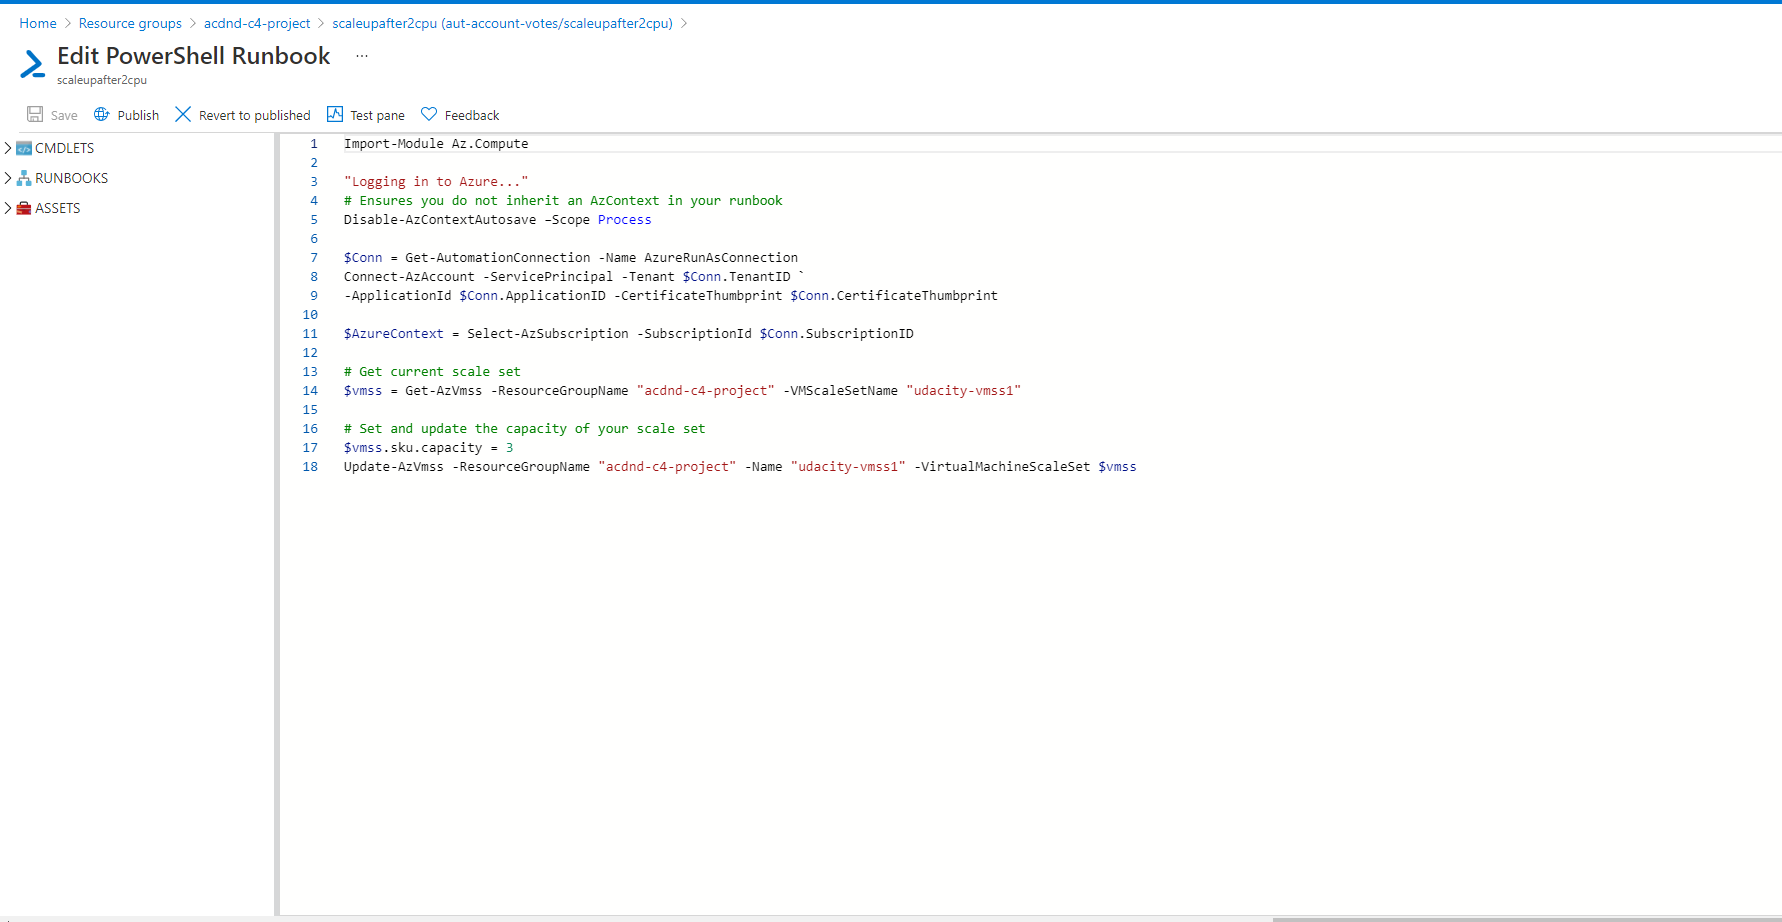 Home > Resource groups > acdnd-c4-project > scaleupafter2cpu (aut-account-votes/scaleupafter2cpu) >
Edit PowerShell Runbook ...
scaleupafter2cpu
Save Publish Revert to published Test pane Feedback
CMDLETS
RUNBOOKS
ASSETS
1 Import-Module Az.Compute
2
3 "Logging in to Azure..."
4 # Ensures you do not inherit an AzContext in your runbook
5 Disable-AzContextAutosave –Scope Process
6
7 $Conn = Get-AutomationConnection -Name AzureRunAsConnection
8 Connect-AzAccount -ServicePrincipal -Tenant $Conn.TenantID `
9 -ApplicationId $Conn.ApplicationID -CertificateThumbprint $Conn.CertificateThumbprint
10
11 $AzureContext = Select-AzSubscription -SubscriptionId $Conn.SubscriptionID
12
13 # Get current scale set
14 $vmss = Get-AzVmss -ResourceGroupName "acdnd-c4-project" -VMScaleSetName "udacity-vmss1"
15
16 # Set and update the capacity of your scale set
17 $vmss.sku.capacity = 3
18 Update-AzVmss -ResourceGroupName "acdnd-c4-project" -Name "udacity-vmss1" -VirtualMachineScaleSet $vmss